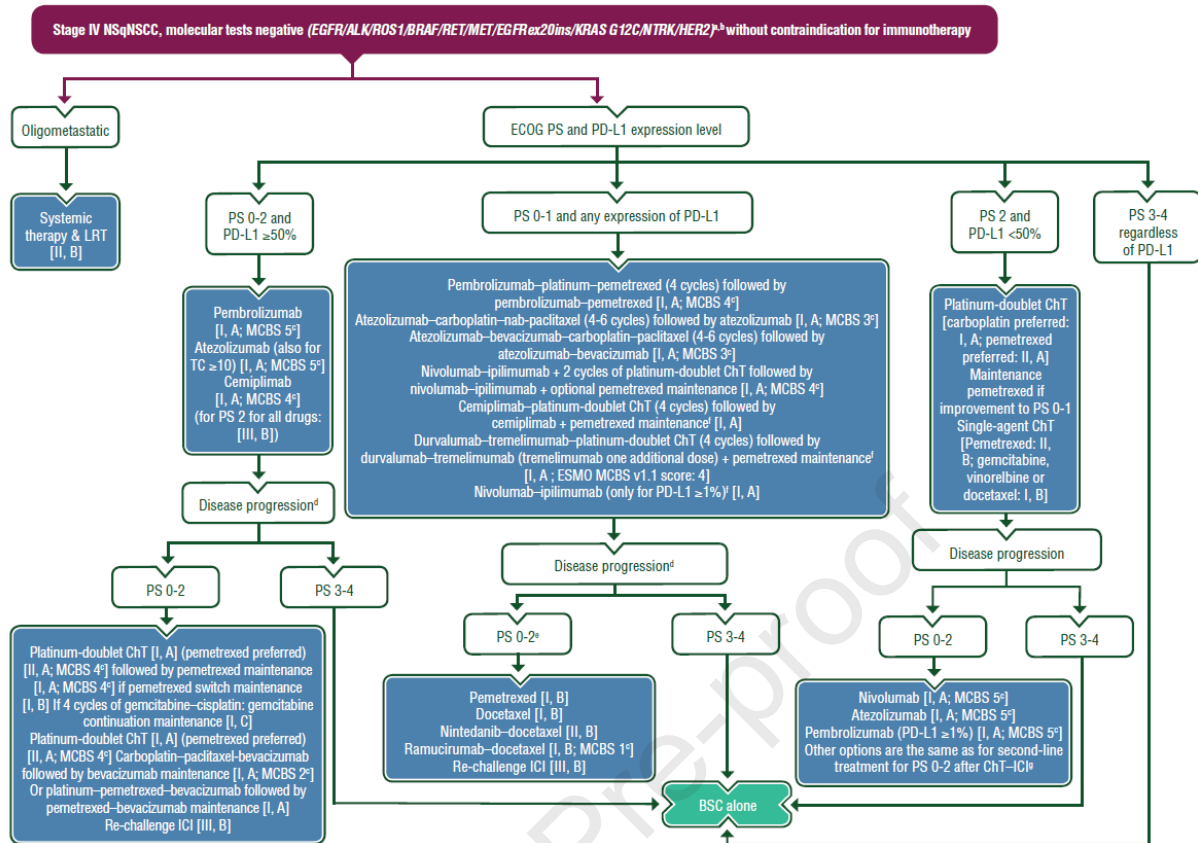 Stage IV NSqNSCC, molecular tests negative (EGFR/ALK/ROS1/BRAF/RET/MET/EGFRex20ins/KRAS G12C/NTRK/HER2)a,b without contraindication for immunotherapy
Oligometastatic
ECOG PS and PD-L1 expression level
Systemic
therapy & LRT
[II, B]
PS 0-2 and
PD-L1 ≥50%
PS 0-1 and any expression of PD-L1
PS 2 and
PD-L1 <50%
PS 3-4
regardless
of PD-L1
Pembrolizumab
[I, A; MCBS 5c]
Atezolizumab (also for
TC ≥10) [I, A; MCBS 5c]
Cemiplimab
[I, A; MCBS 4c]
(for PS 2 for all drugs:
[III, B])
Pembrolizumab–platinum–pemetrexed (4 cycles) followed by
pembrolizumab–pemetrexed [I, A; MCBS 4c]
Atezolizumab–carboplatin–nab-paclitaxel (4-6 cycles) followed by atezolizumab [I, A; MCBS 3c]
Atezolizumab–bevacizumab–carboplatin–paclitaxel (4-6 cycles) followed by
atezolizumab–bevacizumab [I, A; MCBS 3c]
Nivolumab–ipilimumab + 2 cycles of platinum-doublet ChT followed by
nivolumab–ipilimumab + optional pemetrexed maintenance [I, A; MCBS 4c]
Cemiplimab–platinum-doublet ChT (4 cycles) followed by
cemiplimab + pemetrexed maintenancef [I, A]
Durvalumab–tremelimumab–platinum-doublet ChT (4 cycles) followed by
durvalumab–tremelimumab (tremelimumab one additional dose) + pemetrexed maintenancef
[I, A ; ESMO MCBS v1.1 score: 4]
Nivolumab–ipilimumab (only for PD-L1 ≥1%)f [I, A]
Platinum-doublet ChT
[carboplatin preferred:
I, A; pemetrexed
preferred: II, A]
Maintenance
pemetrexed if
improvement to PS 0-1
Single-agent ChT
[Pemetrexed: II,
B; gemcitabine,
vinorelbine or
docetaxel: I, B]
Disease progressiond
PS 0-2
PS 3-4
Platinum-doublet ChT [I, A] (pemetrexed preferred)
[II, A; MCBS 4c] followed by pemetrexed maintenance
[I, A; MCBS 4c] if pemetrexed switch maintenance
[I, B] If 4 cycles of gemcitabine–cisplatin: gemcitabine
continuation maintenance [I, C]
Platinum-doublet ChT [I, A] (pemetrexed preferred)
[II, A; MCBS 4c] Carboplatin–paclitaxel-bevacizumab
followed by bevacizumab maintenance [I, A; MCBS 2c]
Or platinum–pemetrexed–bevacizumab followed by
pemetrexed–bevacizumab maintenance [I, A]
Re-challenge ICI [III, B]
Disease progressiond
PS 0-2e
PS 3-4
Pemetrexed [I, B]
Docetaxel [I, B]
Nintedanib–docetaxel [II, B]
Ramucirumab–docetaxel [I, B; MCBS 1c]
Re-challenge ICI [III, B]
Disease progression
PS 0-2
PS 3-4
Nivolumab [I, A; MCBS 5c]
Atezolizumab [I, A; MCBS 5c]
Pembrolizumab (PD-L1 ≥1%) [I, A; MCBS 5c]
Other options are the same as for second-line
treatment for PS 0-2 after ChT–ICIg
BSC alone
Pre-proof